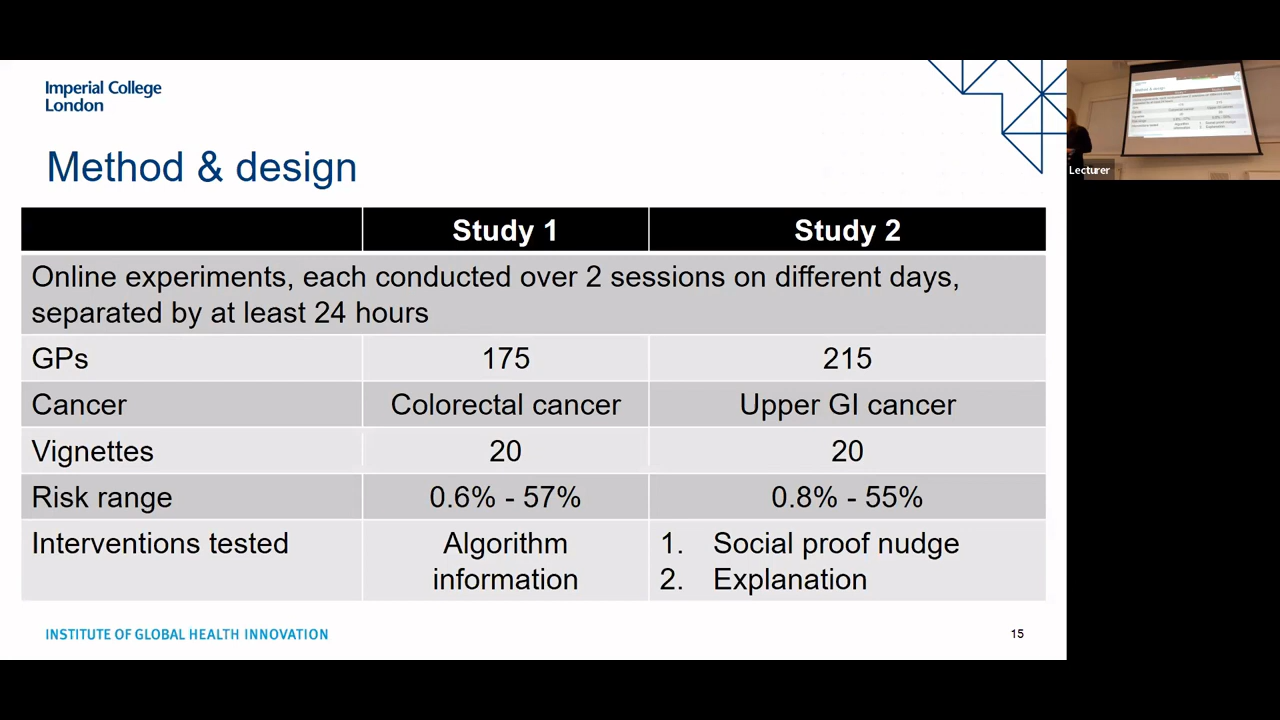 Imperial College
London
Method & design
Study 1 Study 2
Online experiments, each conducted over 2 sessions on different days,
separated by at least 24 hours
GPs 175 215
Cancer Colorectal cancer Upper GI cancer
Vignettes 20 20
Risk range 0.6% - 57% 0.8% - 55%
Interventions tested Algorithm 1. Social proof nudge
information 2. Explanation
INSTITUTE OF GLOBAL HEALTH INNOVATION 15
Method & design
Lecturer